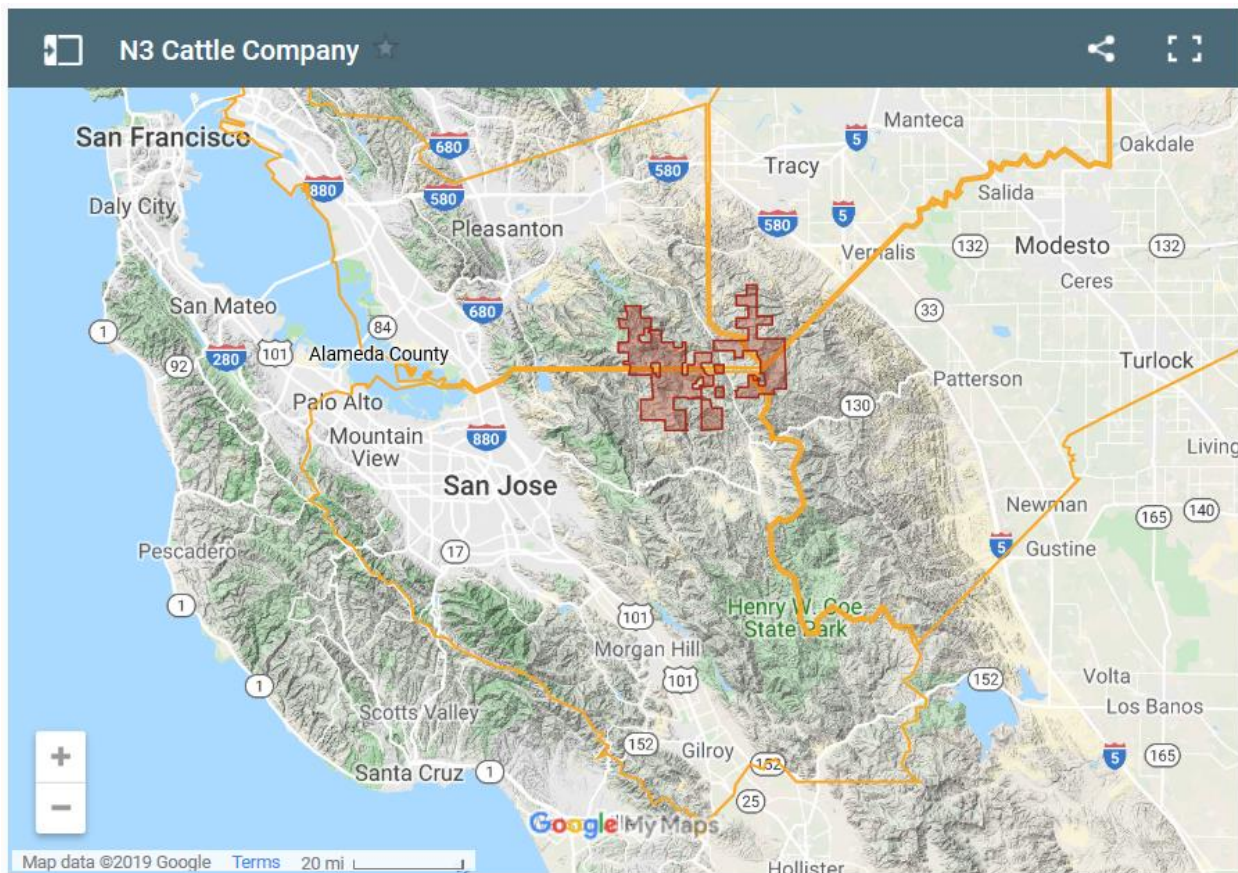 N3 Cattle Company
San Francisco
Daly City
San Mateo
1
92
280
101
84
Alameda County
Palo Alto
Mountain
View
880
680
580
Pleasanton
680
880
580
Tracy
5
Manteca
Oakdale
Salida
580
5
Vernalis
132
Modesto
132
Ceres
33
Turlock
Patterson
130
Living
Newman
165
140
5
Gustine
San Jose
Pescadero
17
1
1
101
Henry W. Coe
State Park
Morgan Hill
101
152
Volta
Los Banos
Scotts Valley
152
Gilroy
152
5
165
Santa Cruz
1
25
Google My Maps
Hollister
+
−
Map data ©2019 Google Terms 20 mi